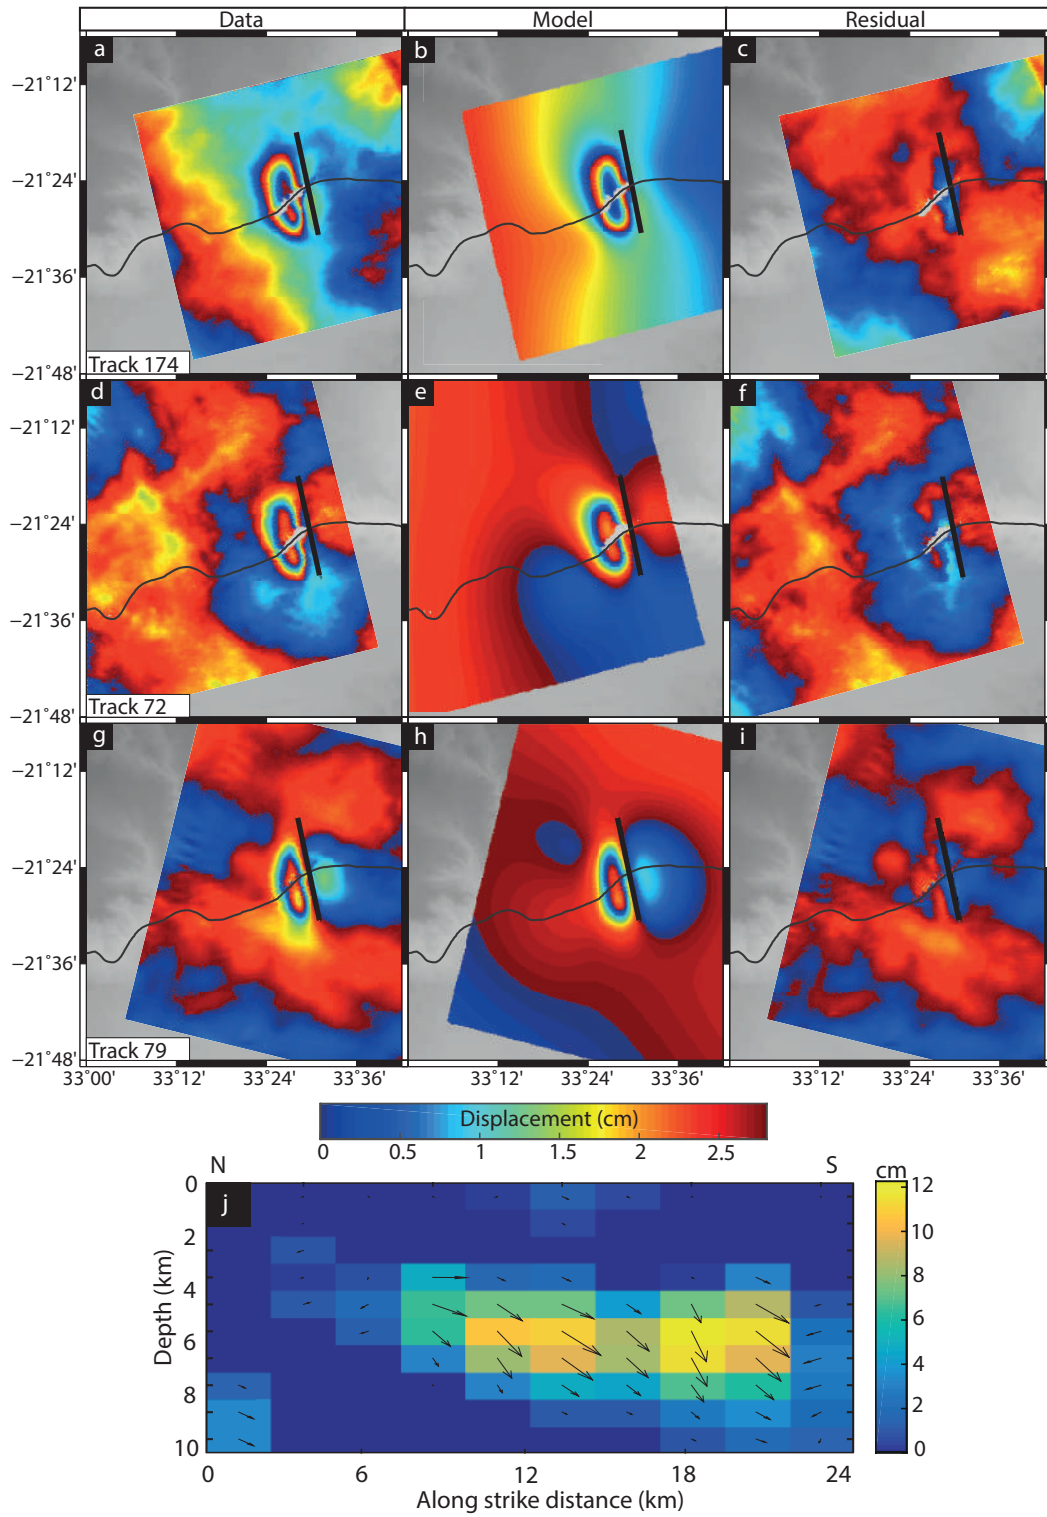 Data Model Residual
a b c
−21˚12'
−21˚24'
−21˚36'
Track 174
−21˚48'
d e f
−21˚12'
−21˚24'
−21˚36'
Track 72
−21˚48'
g h i
−21˚12'
−21˚24'
−21˚36'
Track 79
−21˚48'
33˚00' 33˚24' 33˚36' 33˚12' 33˚24' 33˚36' 33˚12' 33˚24' 33˚36'
Displacement (cm)
0 0.5 1 1.5 2 2.5
N S cm
j
0 2 4 6 8 10
Depth (km)
12 10 8 6 4 2 0
0 6 12 18 24
Along strike distance (km)